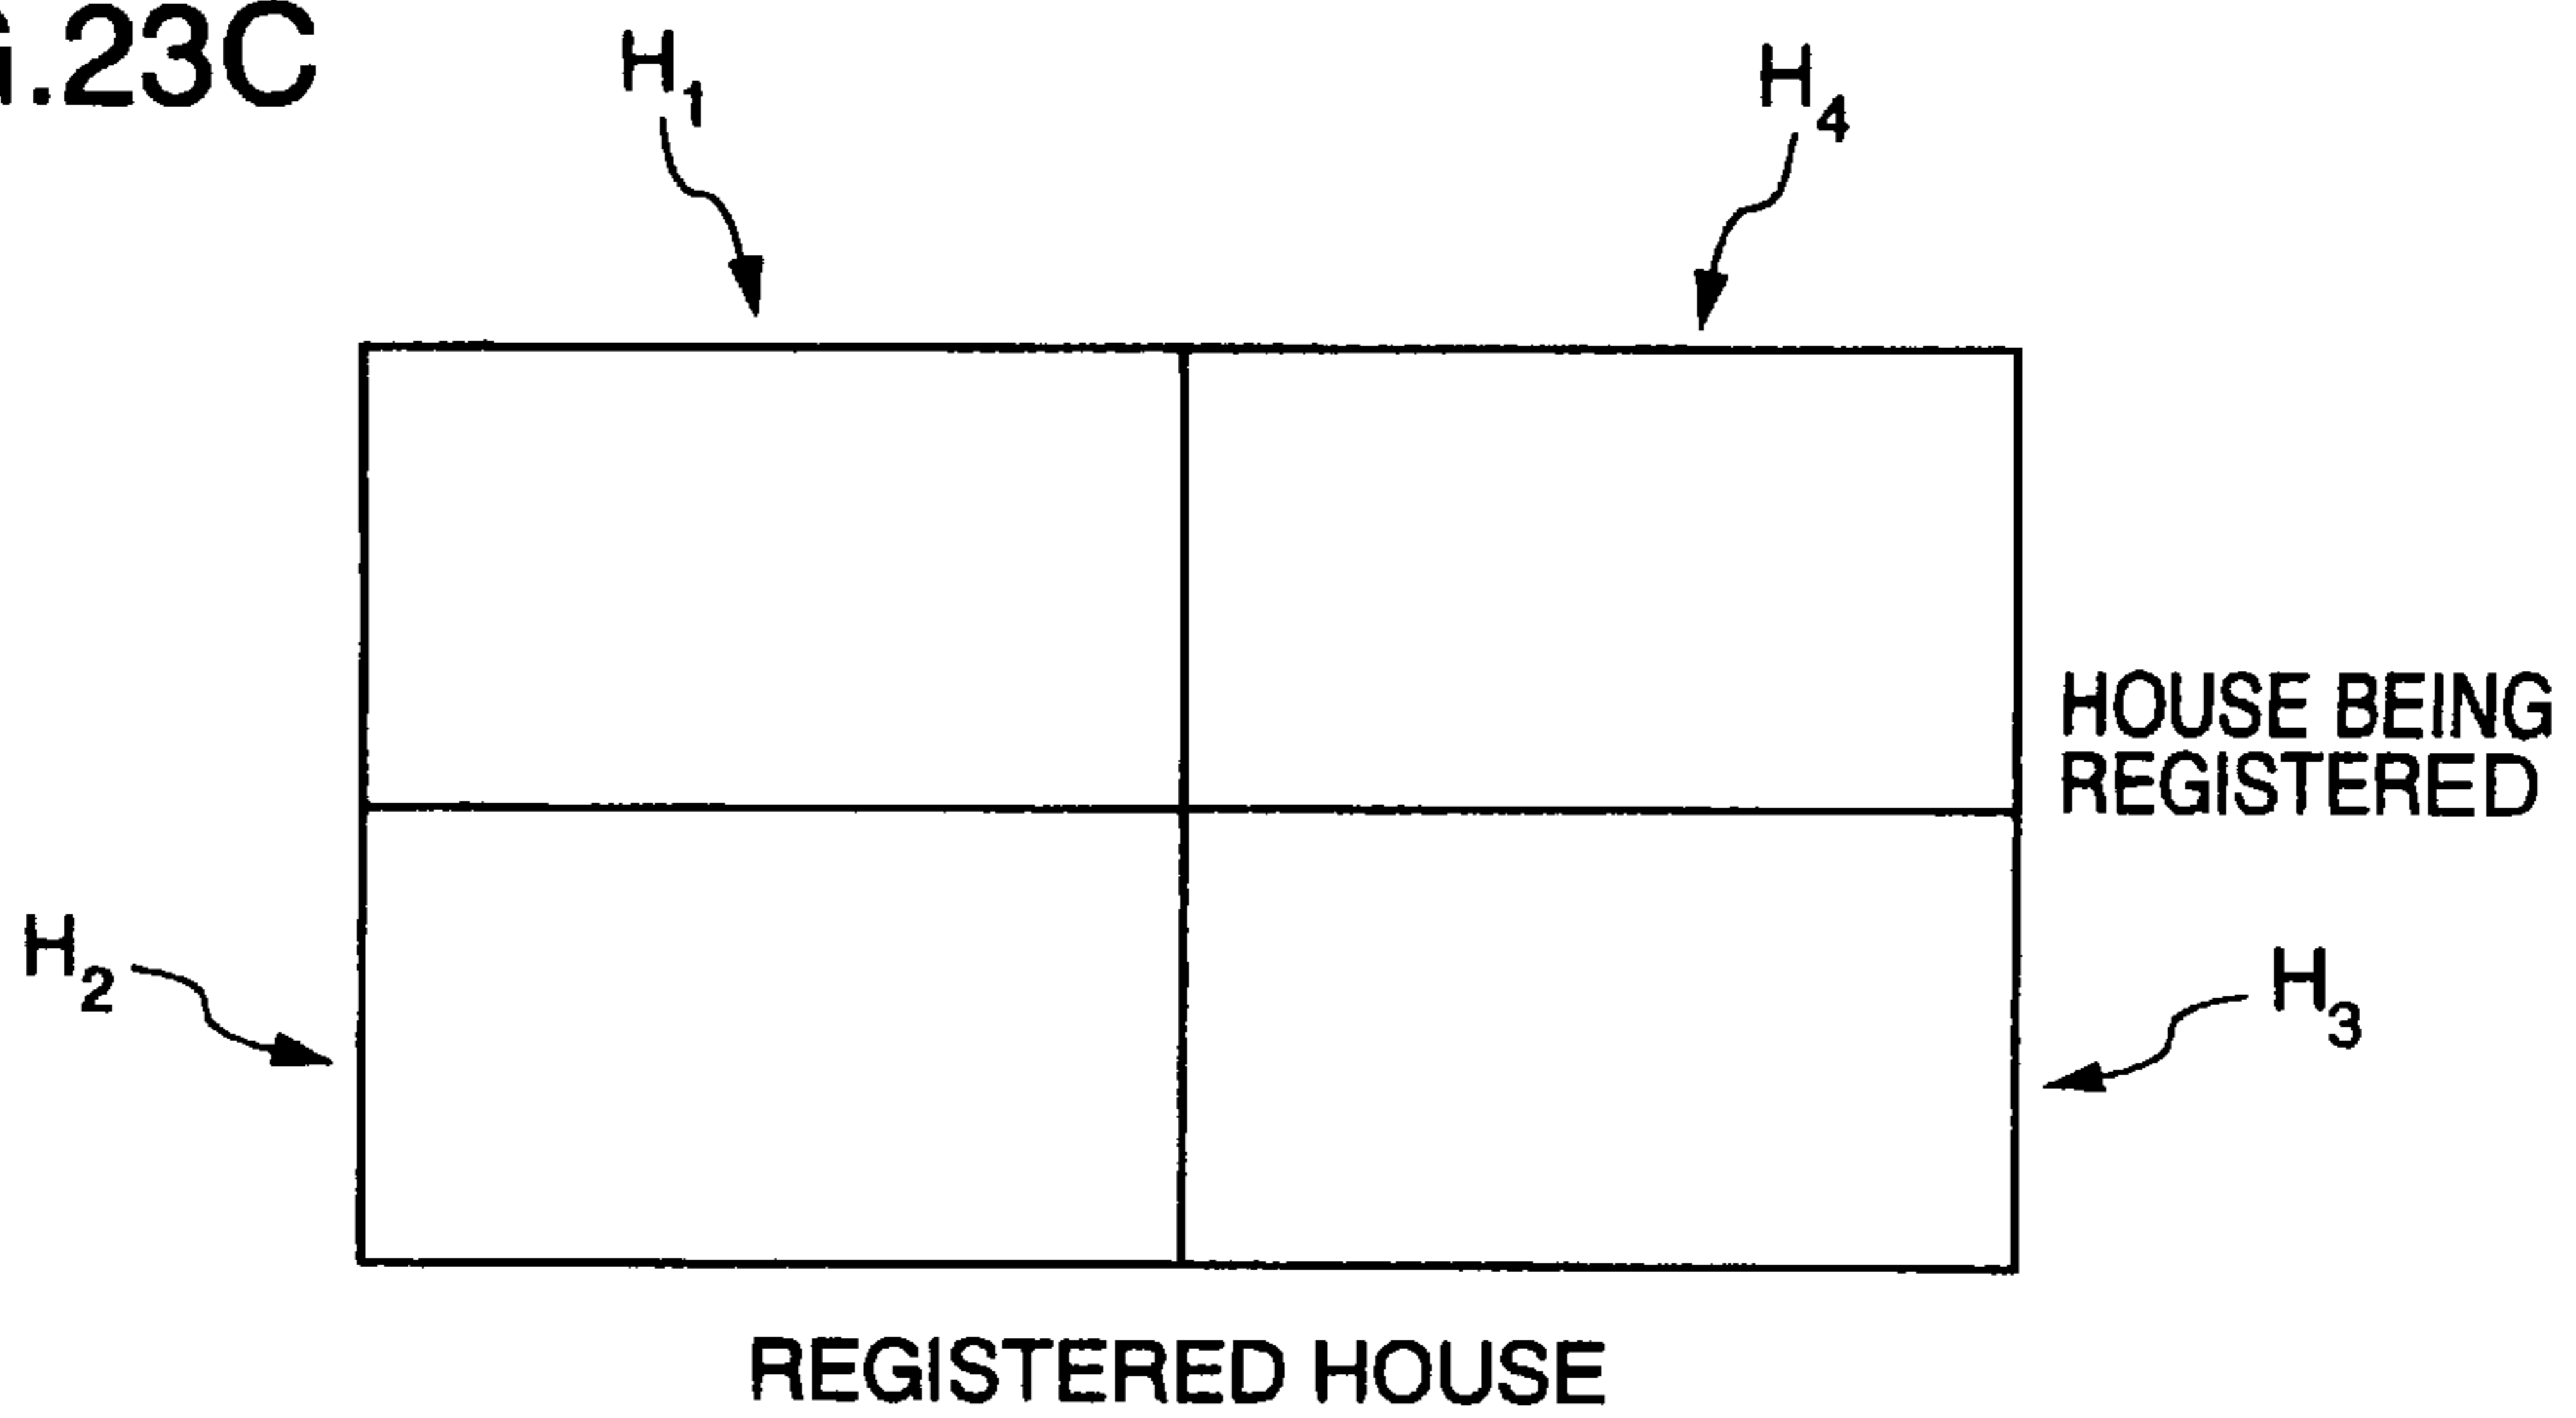 G.23C
H1
H4
HOUSE BEING
REGISTERED
H2
H3
REGISTERED HOUSE